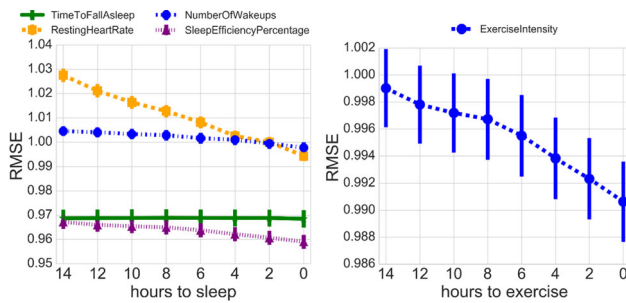 TimeToFallAsleep NumberOfWakeups
RestingHeartRate SleepEfficiencyPercentage
1.04
1.03
1.02
1.01
1.00
0.99
0.98
0.97
0.96
0.95
RMSE
14 12 10 8 6 4 2 0
hours to sleep
ExerciseIntensity
1.002
1.000
0.998
0.996
0.994
0.992
0.990
0.988
0.986
RMSE
14 12 10 8 6 4 2 0
hours to exercise